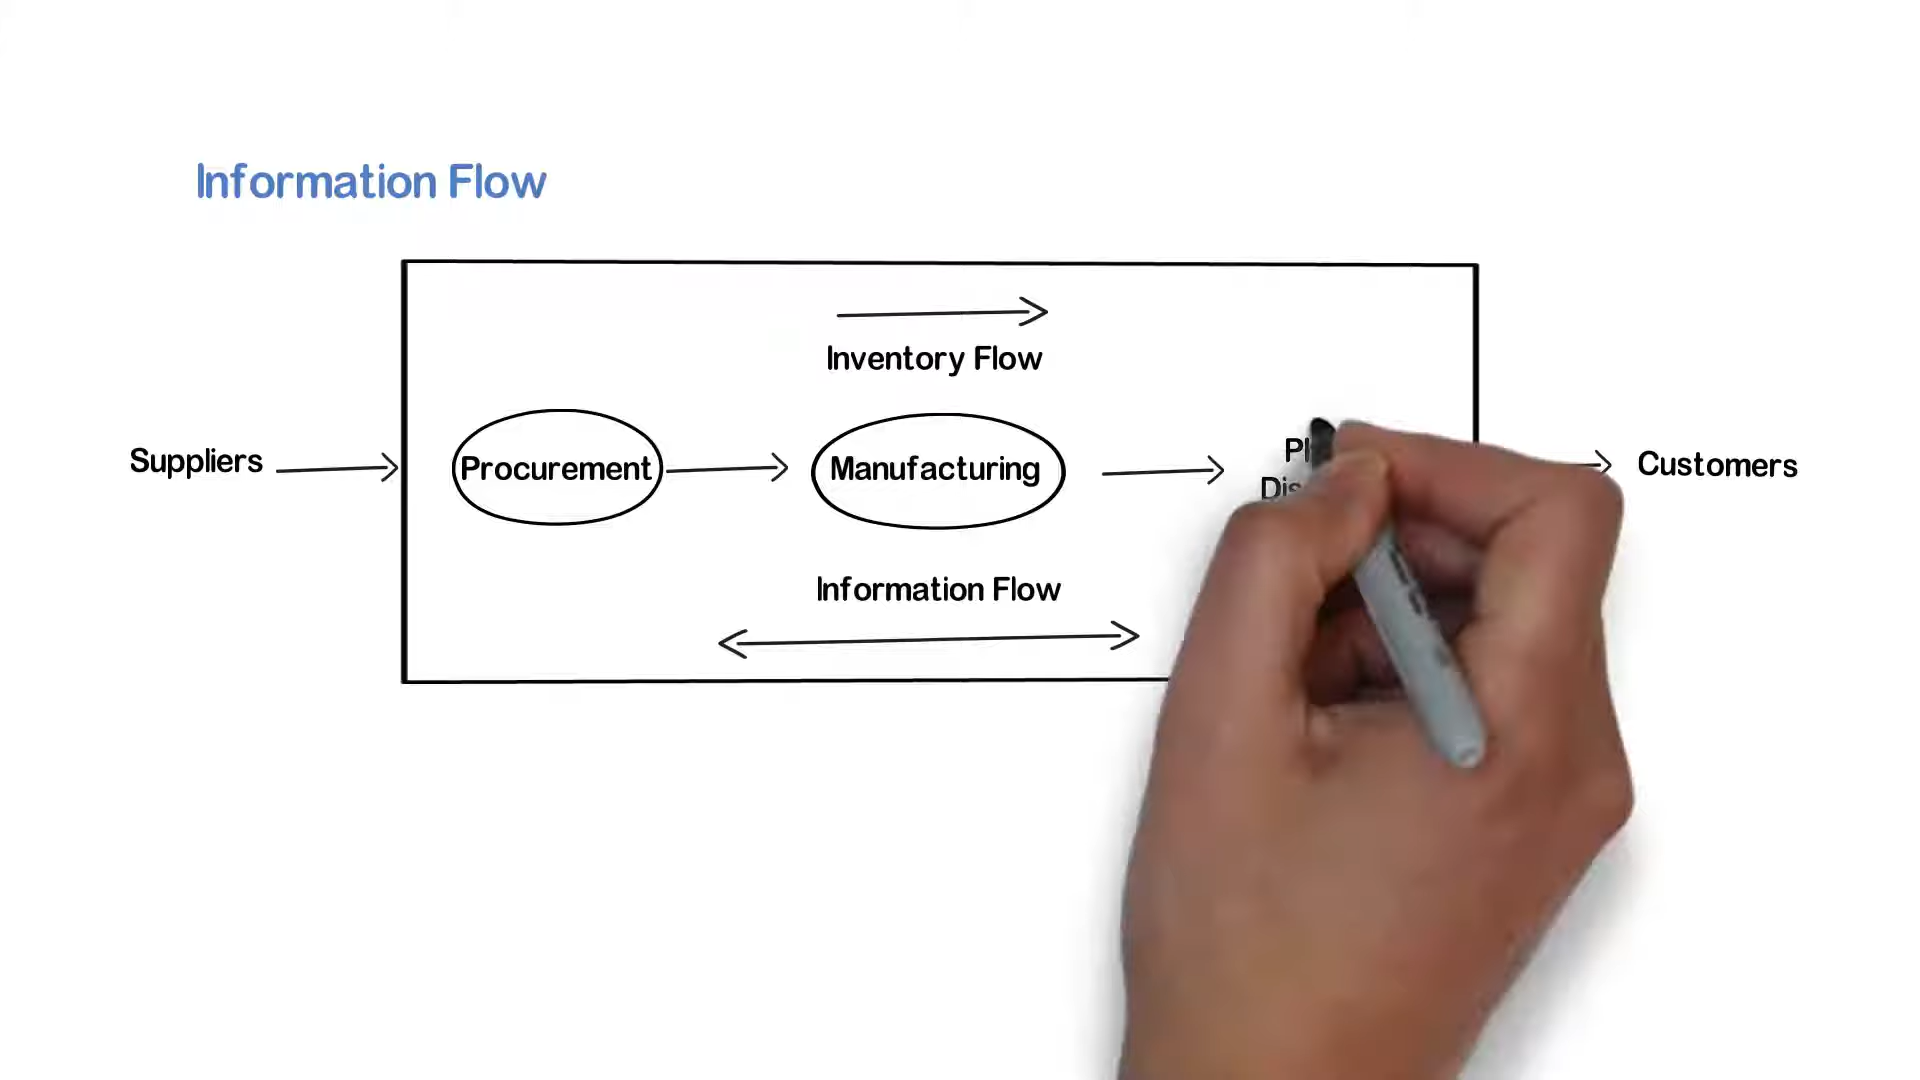 Information Flow
Inventory Flow
Suppliers
Procurement
Manufacturing
Customers
Information Flow